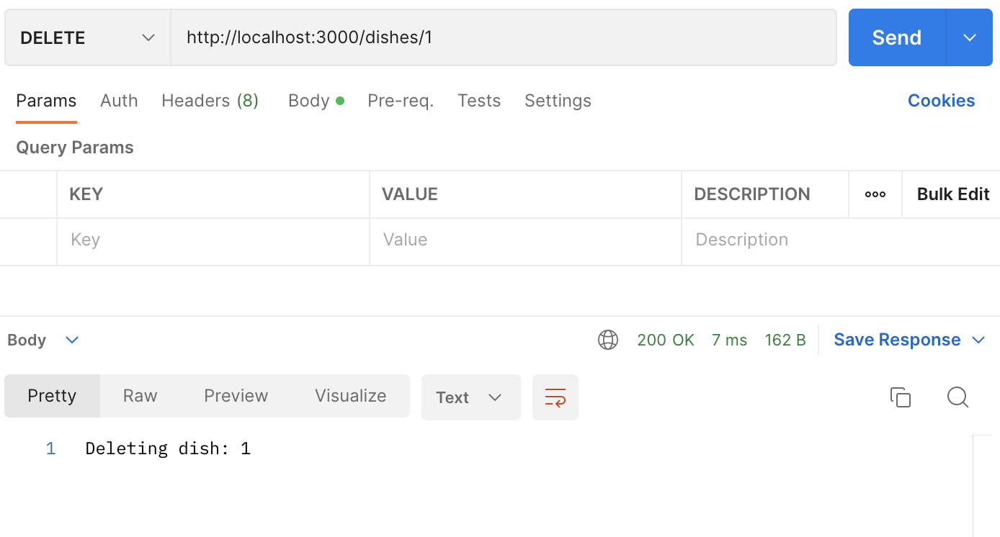 DELETE http://localhost:3000/dishes/1 Send
Params Auth Headers (8) Body Pre-req. Tests Settings Cookies
Query Params
KEY VALUE DESCRIPTION ooo Bulk Edit
Key Value Description
Body 200 OK 7 ms 162 B Save Response
Pretty Raw Preview Visualize Text
1 Deleting dish: 1